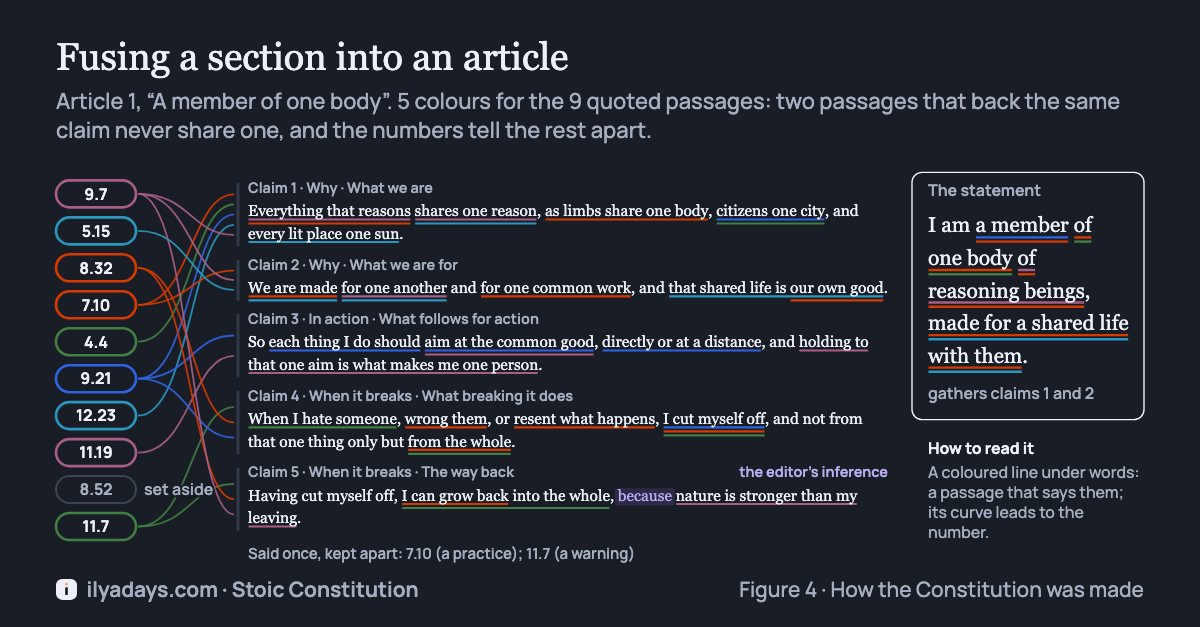 Fusing a section into an article
Article 1, “A member of one body”. 5 colours for the 9 quoted passages: two passages that back the same
claim never share one, and the numbers tell the rest apart.
9.7
5.15
8.32
7.10
4.4
9.21
12.23
11.19
8.52
set aside
11.7
Claim 1 · Why · What we are
Everything that reasons shares one reason, as limbs share one body, citizens one city, and
every lit place one sun.
Claim 2 · Why · What we are for
We are made for one another and for one common work, and that shared life is our own good.
Claim 3 · In action · What follows for action
So each thing I do should aim at the common good, directly or at a distance, and holding to
that one aim is what makes me one person.
Claim 4 · When it breaks · What breaking it does
When I hate someone, wrong them, or resent what happens, I cut myself off, and not from
that one thing only but from the whole.
Claim 5 · When it breaks · The way back
the editor’s inference
Having cut myself off, I can grow back into the whole, because nature is stronger than my
leaving.
Said once, kept apart: 7.10 (a practice); 11.7 (a warning)
The statement
I am a member of
one body of
reasoning beings,
made for a shared life
with them.
gathers claims 1 and 2
How to read it
A coloured line under words:
a passage that says them;
its curve leads to the
number.
i ilyadays.com · Stoic Constitution
Figure 4 · How the Constitution was made